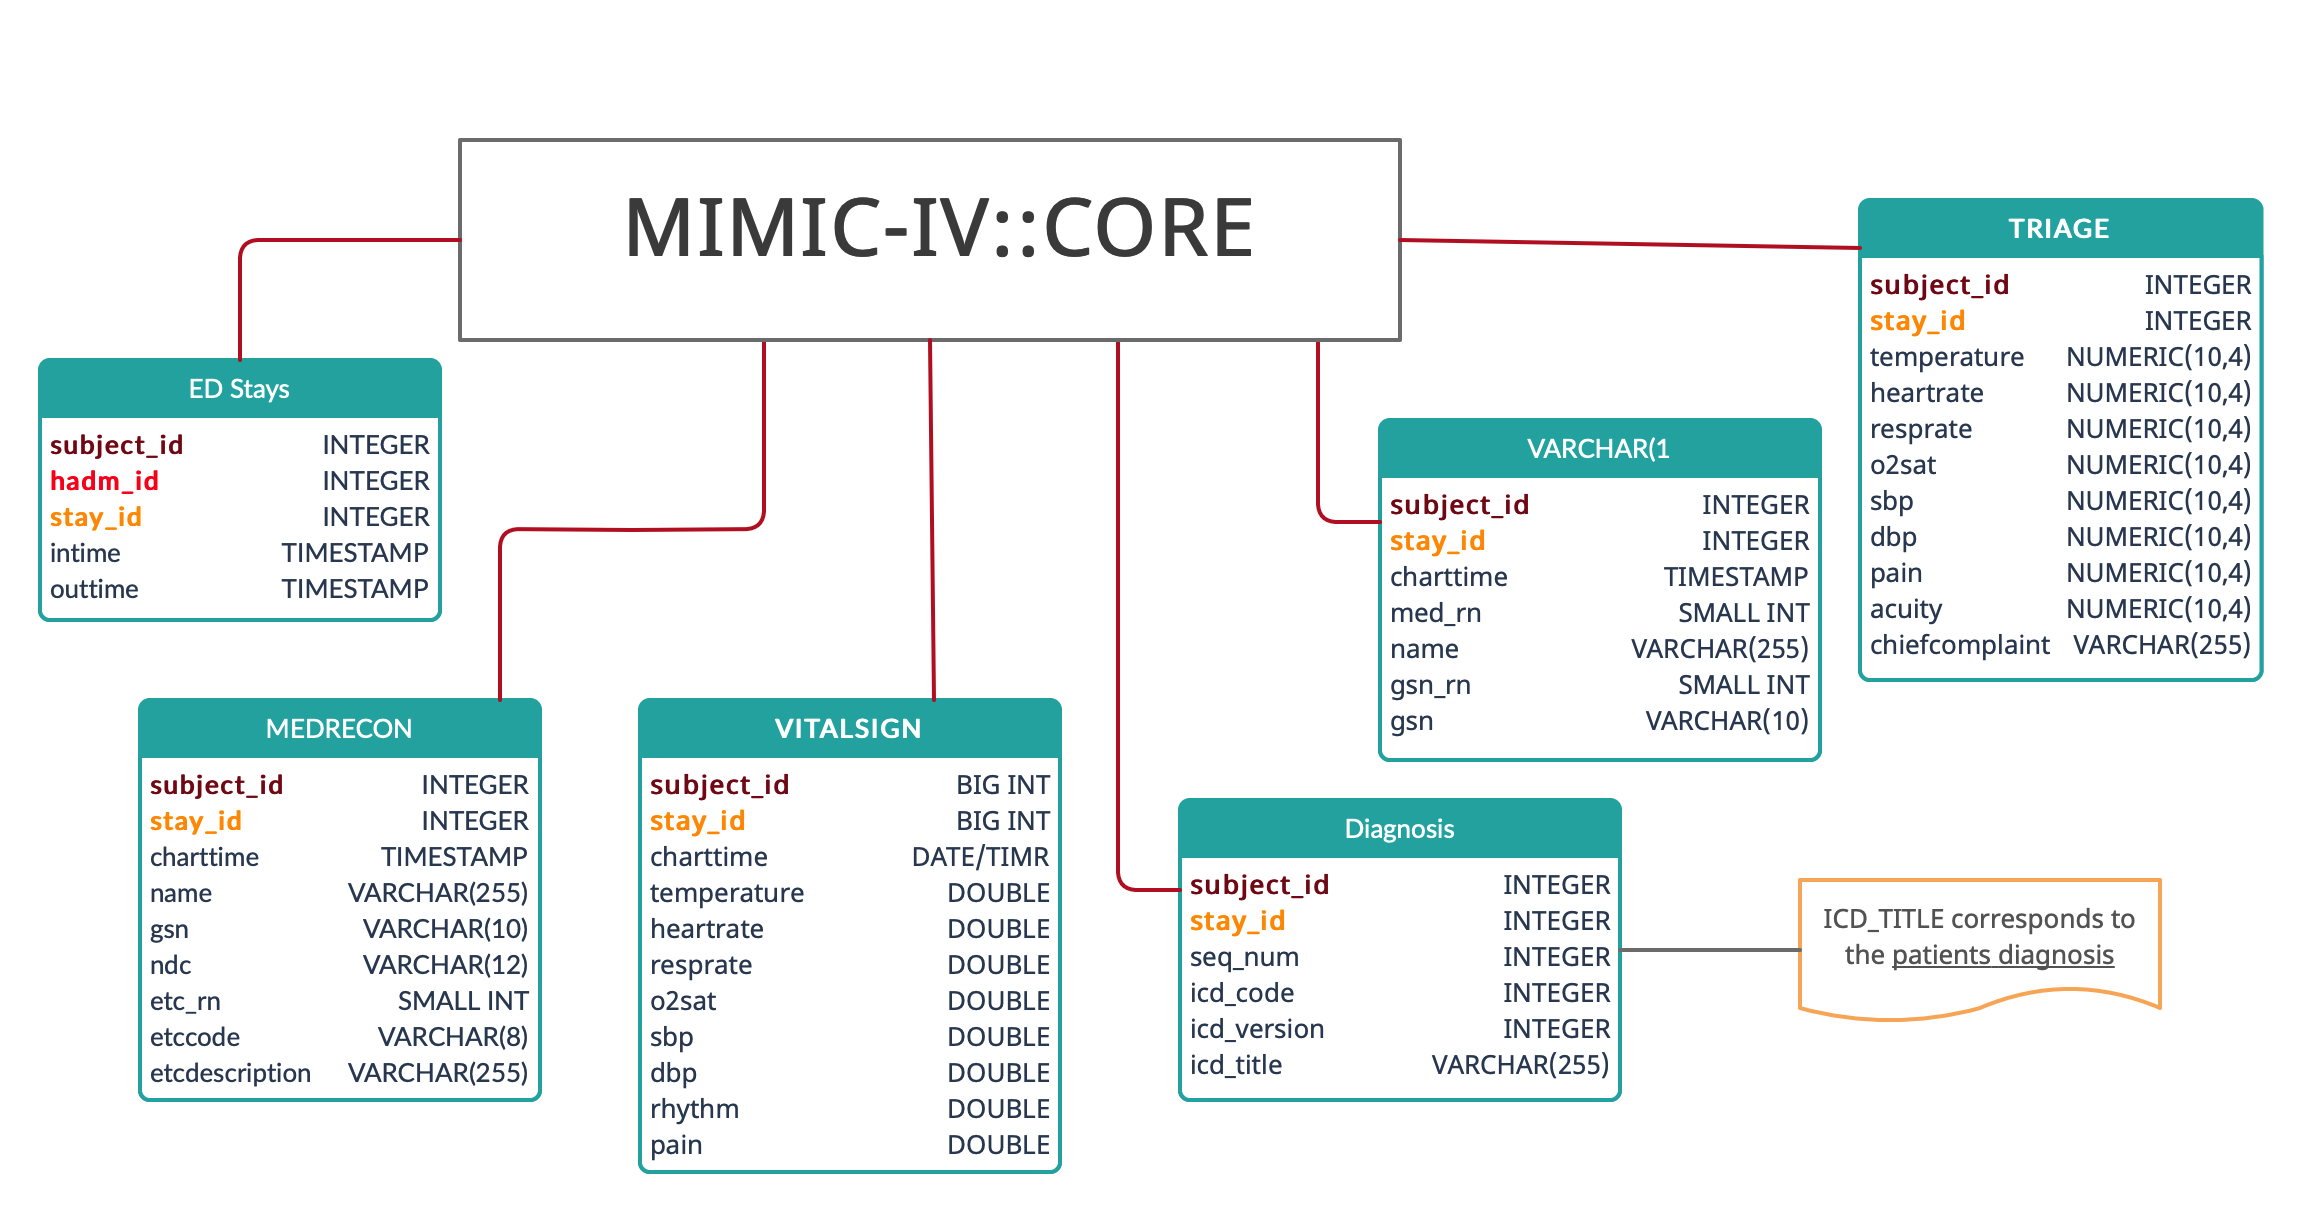 MIMIC-IV::CORE
ED Stays
subject_id INTEGER
hadm_id INTEGER
stay_id INTEGER
intime TIMESTAMP
outtime TIMESTAMP
MEDRECON
subject_id INTEGER
stay_id INTEGER
charttime TIMESTAMP
name VARCHAR(255)
gsn VARCHAR(10)
ndc VARCHAR(12)
etc_rn SMALL INT
etccode VARCHAR(8)
etcdescription VARCHAR(255)
VITALSIGN
subject_id BIG INT
stay_id BIG INT
charttime DATE/TIMR
temperature DOUBLE
heartrate DOUBLE
resprate DOUBLE
o2sat DOUBLE
sbp DOUBLE
dbp DOUBLE
rhythm DOUBLE
pain DOUBLE
Diagnosis
subject_id INTEGER
stay_id INTEGER
seq_num INTEGER
icd_code INTEGER
icd_version INTEGER
icd_title VARCHAR(255)
ICD_TITLE corresponds to
the patients diagnosis
VARCHAR(1
subject_id INTEGER
stay_id INTEGER
charttime TIMESTAMP
med_rn SMALL INT
name VARCHAR(255)
gsn_rn SMALL INT
gsn VARCHAR(10)
TRIAGE
subject_id INTEGER
stay_id INTEGER
temperature NUMERIC(10,4)
heartrate NUMERIC(10,4)
resprate NUMERIC(10,4)
o2sat NUMERIC(10,4)
sbp NUMERIC(10,4)
dbp NUMERIC(10,4)
pain NUMERIC(10,4)
acuity NUMERIC(10,4)
chiefcomplaint VARCHAR(255)